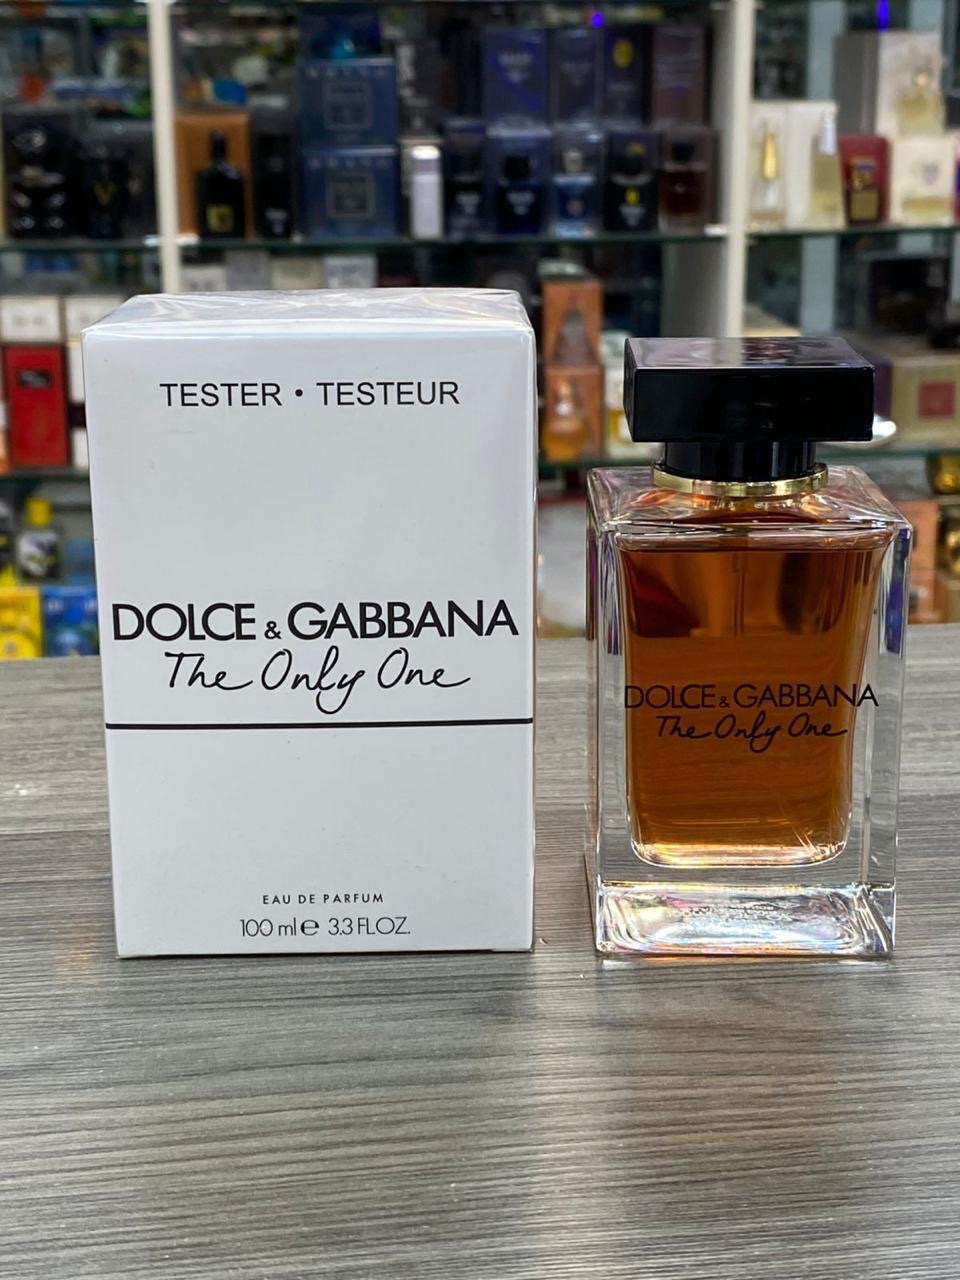 TESTER • TESTEUR
DOLCE & GABBANA
The Only One
EAU DE PARFUM
100 ml e 3.3 FL.OZ.
DOLCE & GABBANA
The Only One